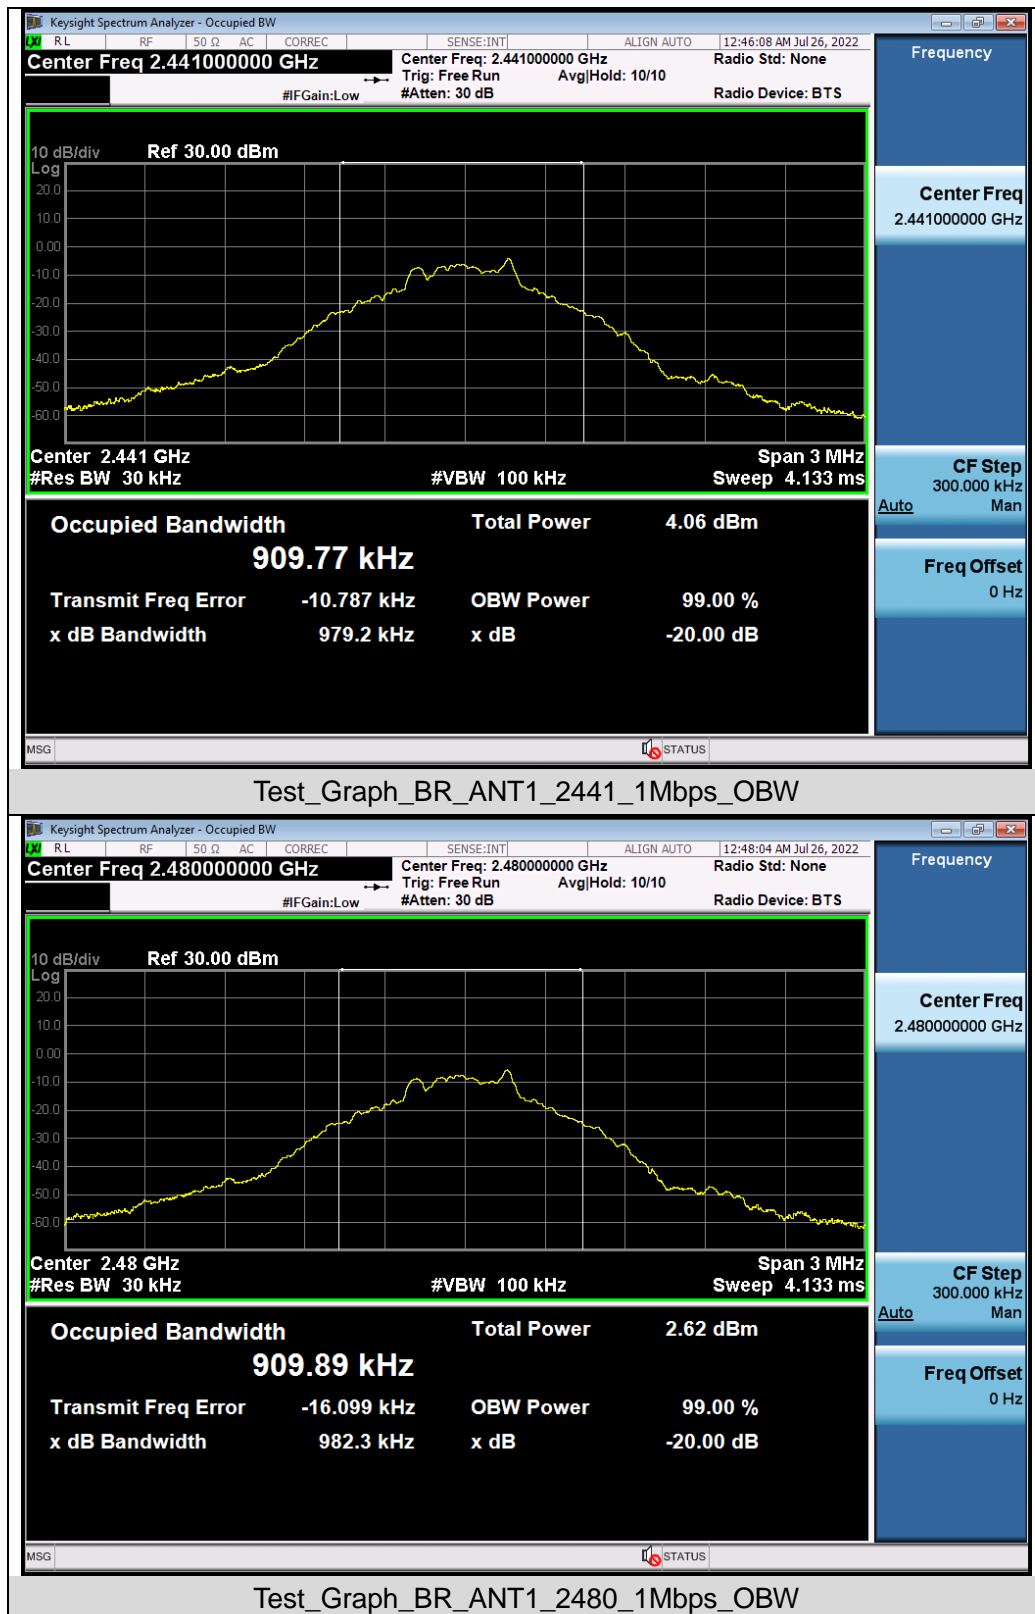 Keysight Spectrum Analyzer - Occupied BW
LXI RL RF 50 Ω AC CORREC SENSE:INT ALIGN AUTO 12:46:08 AM Jul 26, 2022
Center Freq 2.441000000 GHz
Center Freq: 2.441000000 GHz Radio Std: None
Trig: Free Run Avg|Hold: 10/10
#IFGain:Low #Atten: 30 dB Radio Device: BTS
Frequency
10 dB/div Ref 30.00 dBm
Log
20.0
10.0
0.00
-10.0
-20.0
-30.0
-40.0
-50.0
-60.0
Center 2.441 GHz Span 3 MHz
#Res BW 30 kHz #VBW 100 kHz Sweep 4.133 ms
Center Freq
2.441000000 GHz
CF Step
300.000 kHz
Auto Man
Freq Offset
0 Hz
Occupied Bandwidth Total Power 4.06 dBm
909.77 kHz
Transmit Freq Error -10.787 kHz OBW Power 99.00 %
x dB Bandwidth 979.2 kHz x dB -20.00 dB
MSG STATUS
Test_Graph_BR_ANT1_2441_1Mbps_OBW
Keysight Spectrum Analyzer - Occupied BW
LXI RL RF 50 Ω AC CORREC SENSE:INT ALIGN AUTO 12:48:04 AM Jul 26, 2022
Center Freq 2.480000000 GHz
Center Freq: 2.480000000 GHz Radio Std: None
Trig: Free Run Avg|Hold: 10/10
#IFGain:Low #Atten: 30 dB Radio Device: BTS
Frequency
10 dB/div Ref 30.00 dBm
Log
20.0
10.0
0.00
-10.0
-20.0
-30.0
-40.0
-50.0
-60.0
Center 2.48 GHz Span 3 MHz
#Res BW 30 kHz #VBW 100 kHz Sweep 4.133 ms
Center Freq
2.480000000 GHz
CF Step
300.000 kHz
Auto Man
Freq Offset
0 Hz
Occupied Bandwidth Total Power 2.62 dBm
909.89 kHz
Transmit Freq Error -16.099 kHz OBW Power 99.00 %
x dB Bandwidth 982.3 kHz x dB -20.00 dB
MSG STATUS
Test_Graph_BR_ANT1_2480_1Mbps_OBW